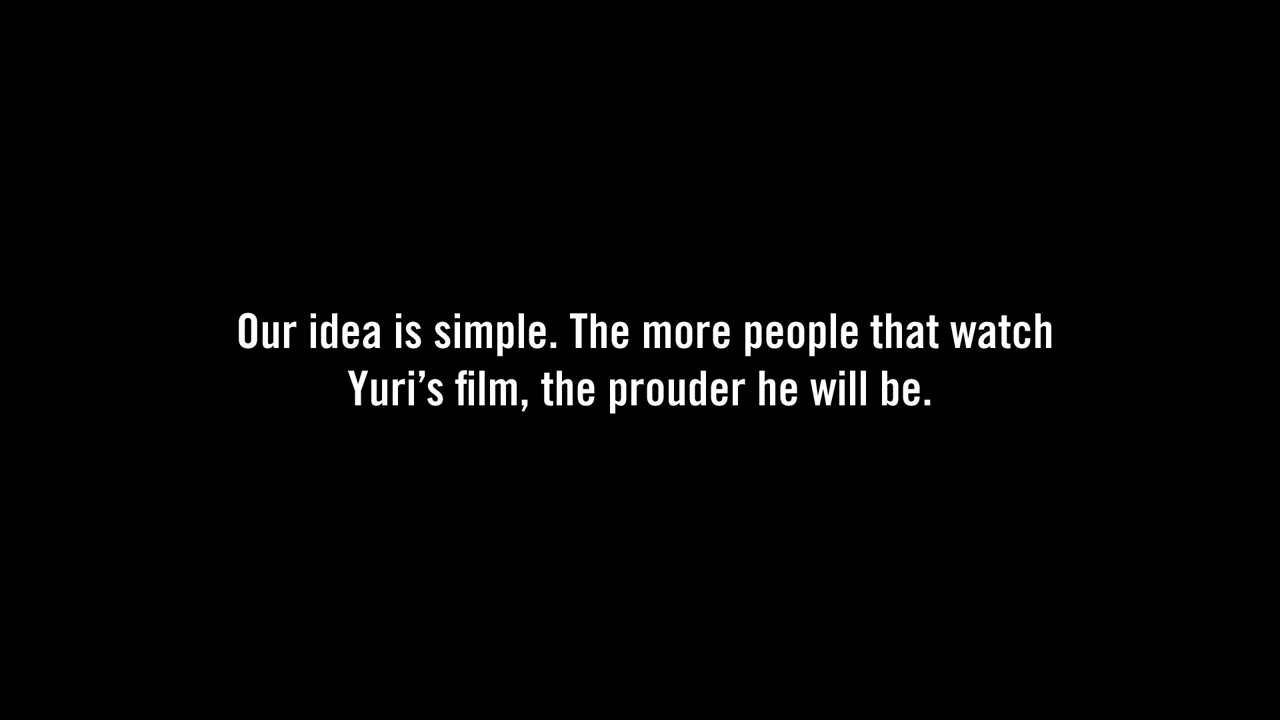 Our idea is simple. The more people that watch
Yuri’s film, the prouder he will be.